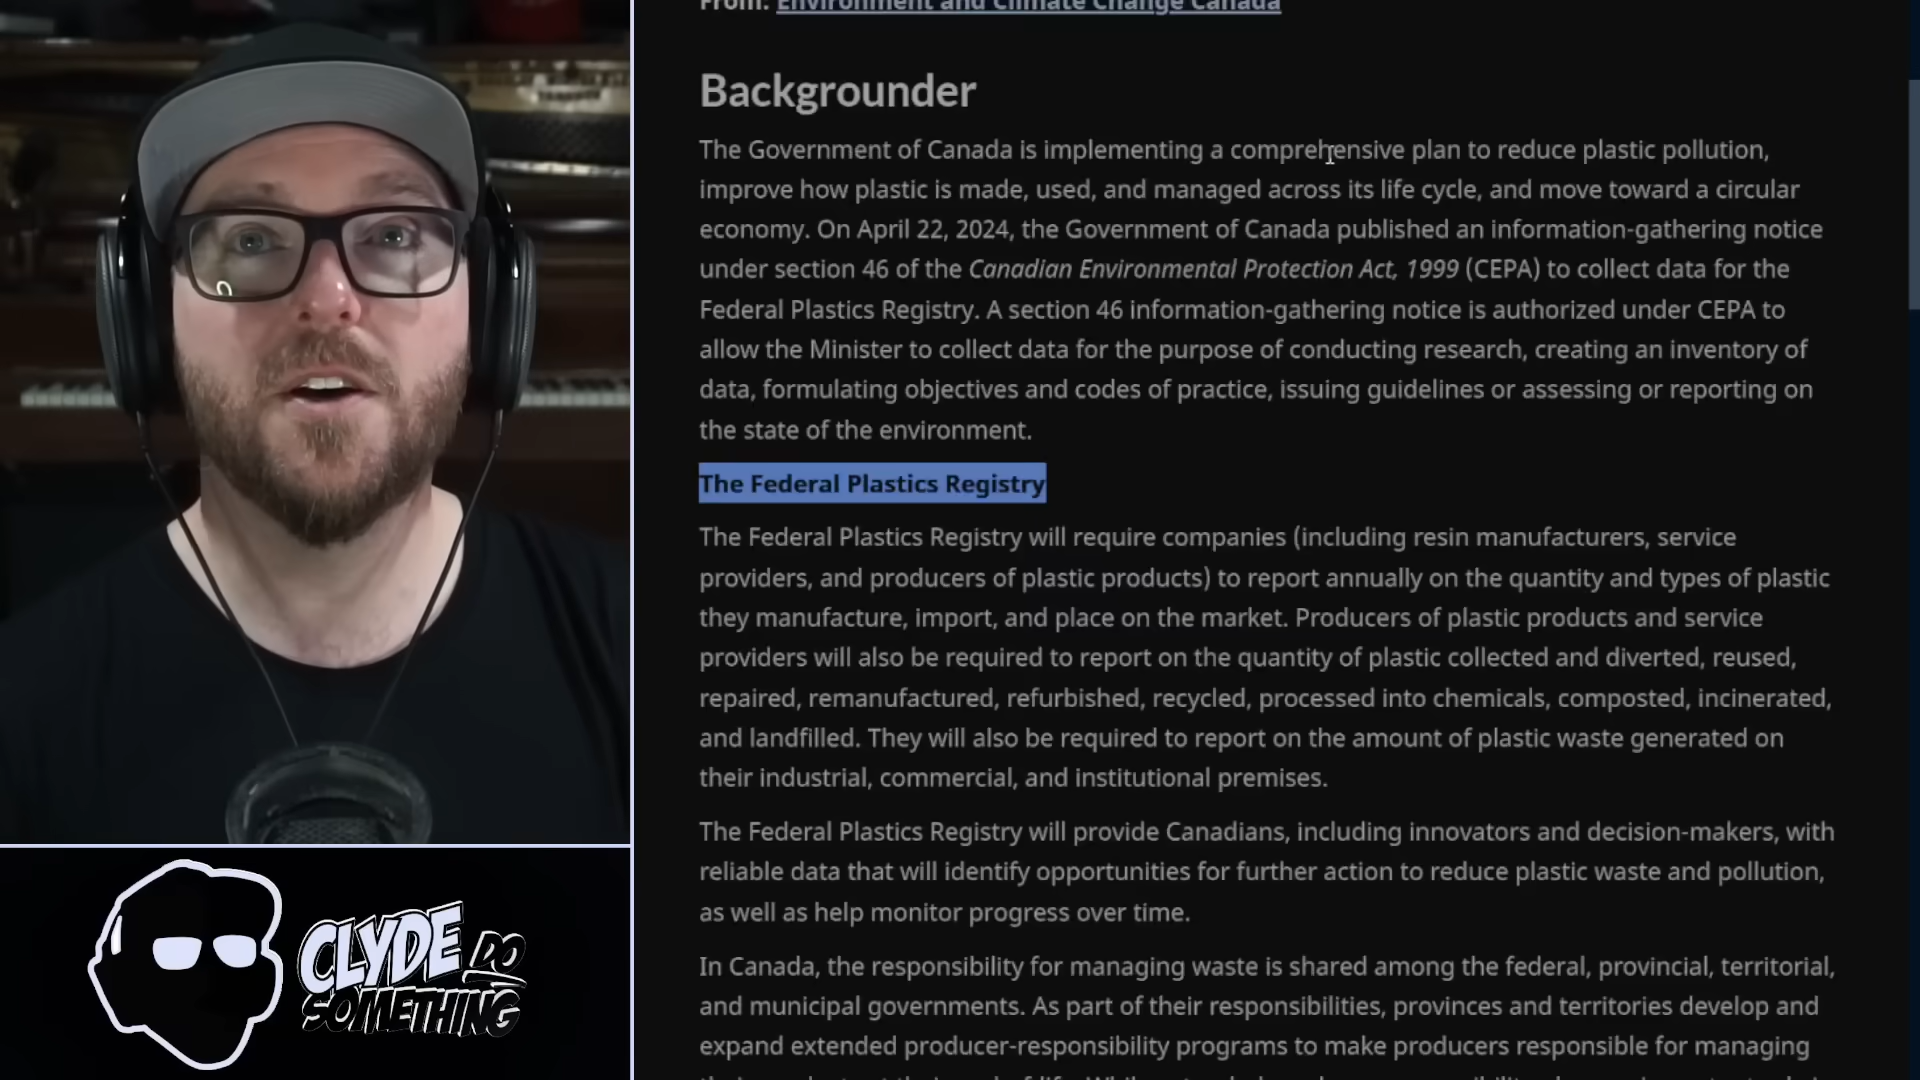 From: Environment and Climate Change Canada
Backgrounder
The Government of Canada is implementing a comprehensive plan to reduce plastic pollution,
improve how plastic is made, used, and managed across its life cycle, and move toward a circular
economy. On April 22, 2024, the Government of Canada published an information-gathering notice
under section 46 of the Canadian Environmental Protection Act, 1999 (CEPA) to collect data for the
Federal Plastics Registry. A section 46 information-gathering notice is authorized under CEPA to
allow the Minister to collect data for the purpose of conducting research, creating an inventory of
data, formulating objectives and codes of practice, issuing guidelines or assessing or reporting on
the state of the environment.
The Federal Plastics Registry
The Federal Plastics Registry will require companies (including resin manufacturers, service
providers, and producers of plastic products) to report annually on the quantity and types of plastic
they manufacture, import, and place on the market. Producers of plastic products and service
providers will also be required to report on the quantity of plastic collected and diverted, reused,
repaired, remanufactured, refurbished, recycled, processed into chemicals, composted, incinerated,
and landfilled. They will also be required to report on the amount of plastic waste generated on
their industrial, commercial, and institutional premises.
The Federal Plastics Registry will provide Canadians, including innovators and decision-makers, with
reliable data that will identify opportunities for further action to reduce plastic waste and pollution,
as well as help monitor progress over time.
In Canada, the responsibility for managing waste is shared among the federal, provincial, territorial,
and municipal governments. As part of their responsibilities, provinces and territories develop and
expand extended producer-responsibility programs to make producers responsible for managing
CLYDE DO
SOMETHING